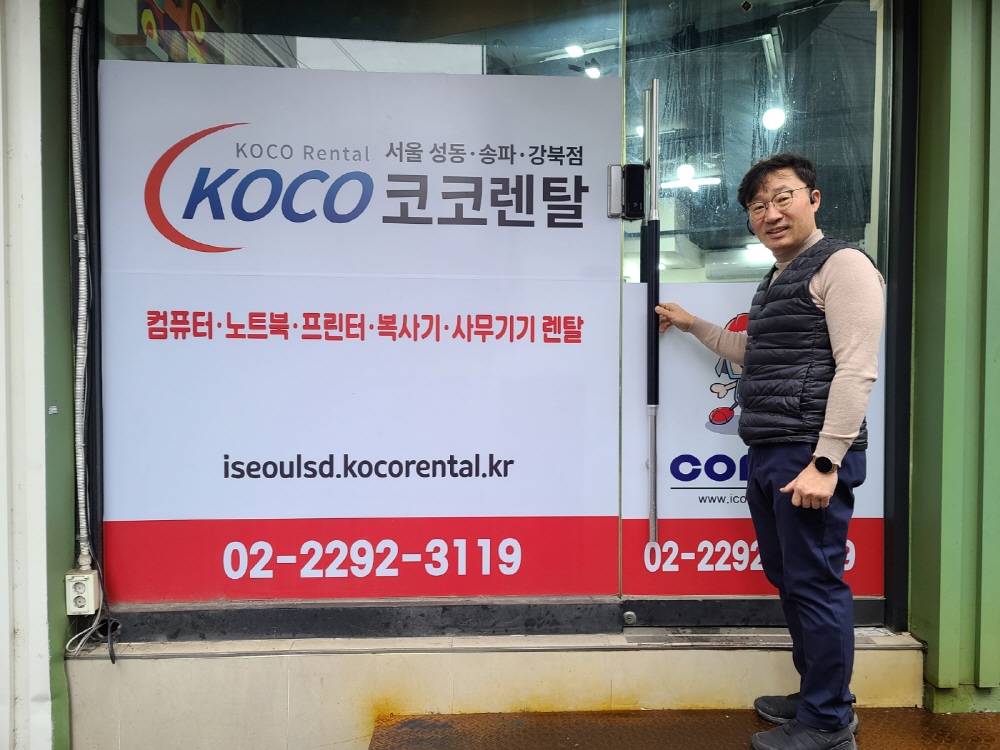 KOCO Rental 서울 성동·송파·강북점
KOCO 코코렌탈
컴퓨터·노트북·프린터·복사기·사무기기 렌탈
iseoulsd.kocorental.kr
02-2292-3119
02-2292